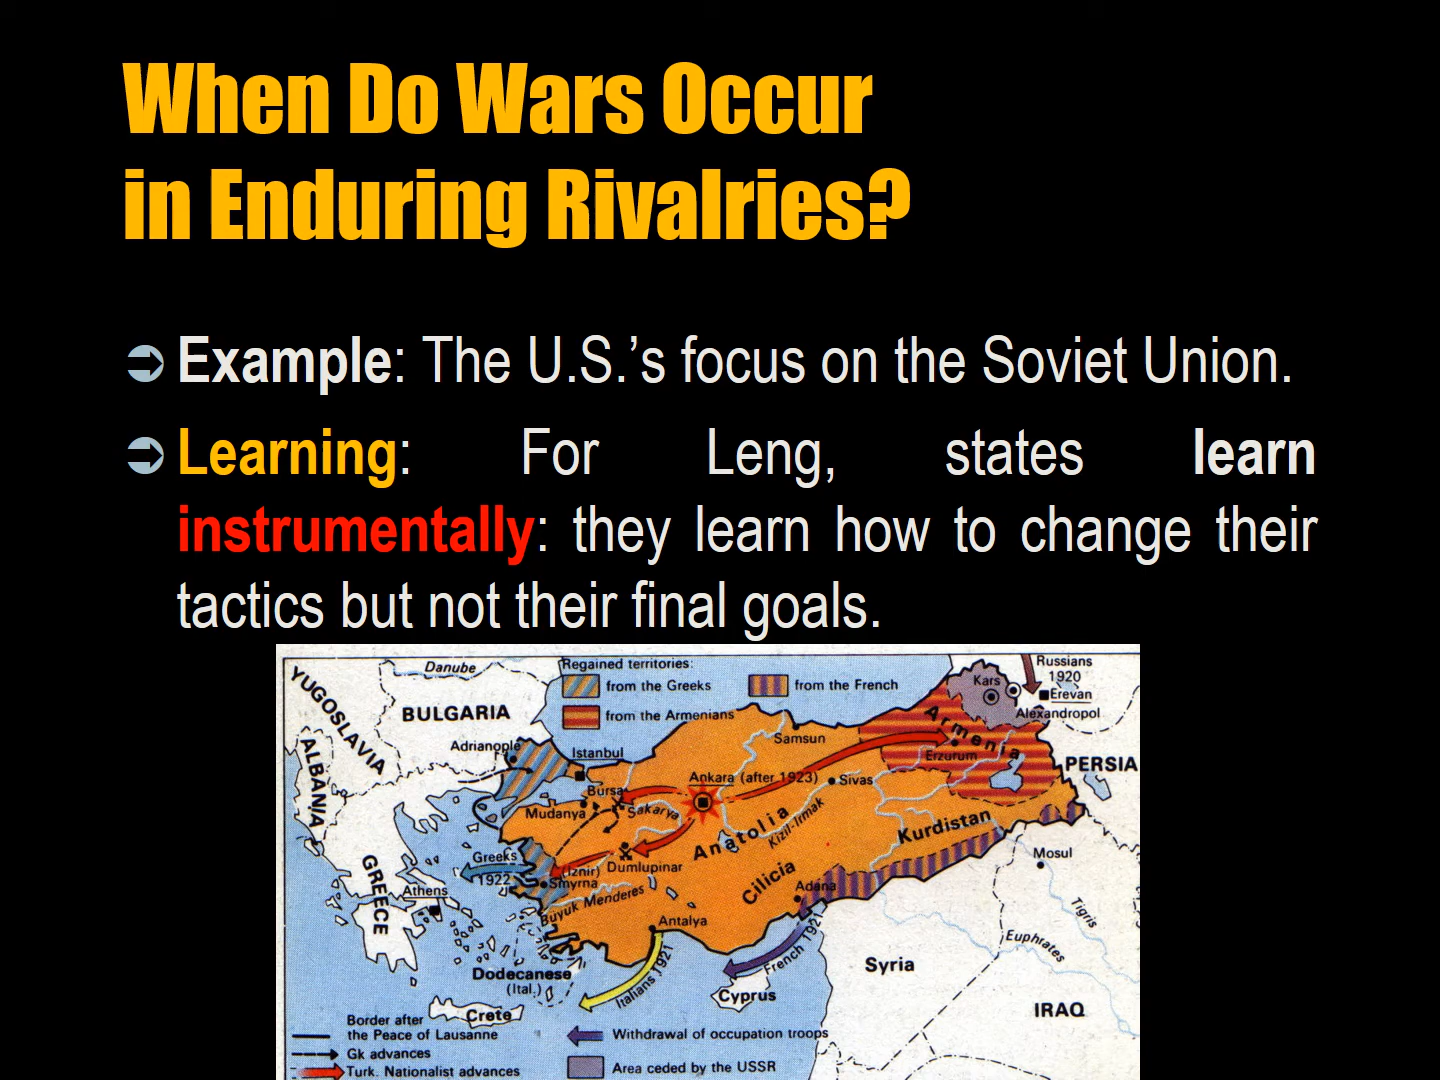 When Do Wars Occur
in Enduring Rivalries?
Example: The U.S.’s focus on the Soviet Union.
Learning: For Leng, states learn
instrumentally: they learn how to change their
tactics but not their final goals.
Danube
Regained territories:
from the Greeks
from the French
from the Armenians
Russians
1920
Kars
Erevan
Alexandropol
YUGOSLAVIA
BULGARIA
ALBANIA
Adrianople
Istanbul
Samsun
Armenia
Erzurum
PERSIA
Ankara (after 1923)
Sivas
Bursa
Mudanya
Sakarya
Anatolia
Kizil-Irmak
Kurdistan
Mosul
GREECE
Greeks
1922
(Iznir)
Smyrna
Dumlupinar
Cilicia
Adana
Athens
Büyük Menderes
Antalya
Tigris
Euphrates
Dodecanese
(Ital.)
Italians 1921
French 1921
Syria
Cyprus
Crete
IRAQ
Border after
the Peace of Lausanne
Gk advances
Turk. Nationalist advances
Withdrawal of occupation troops
Area ceded by the USSR